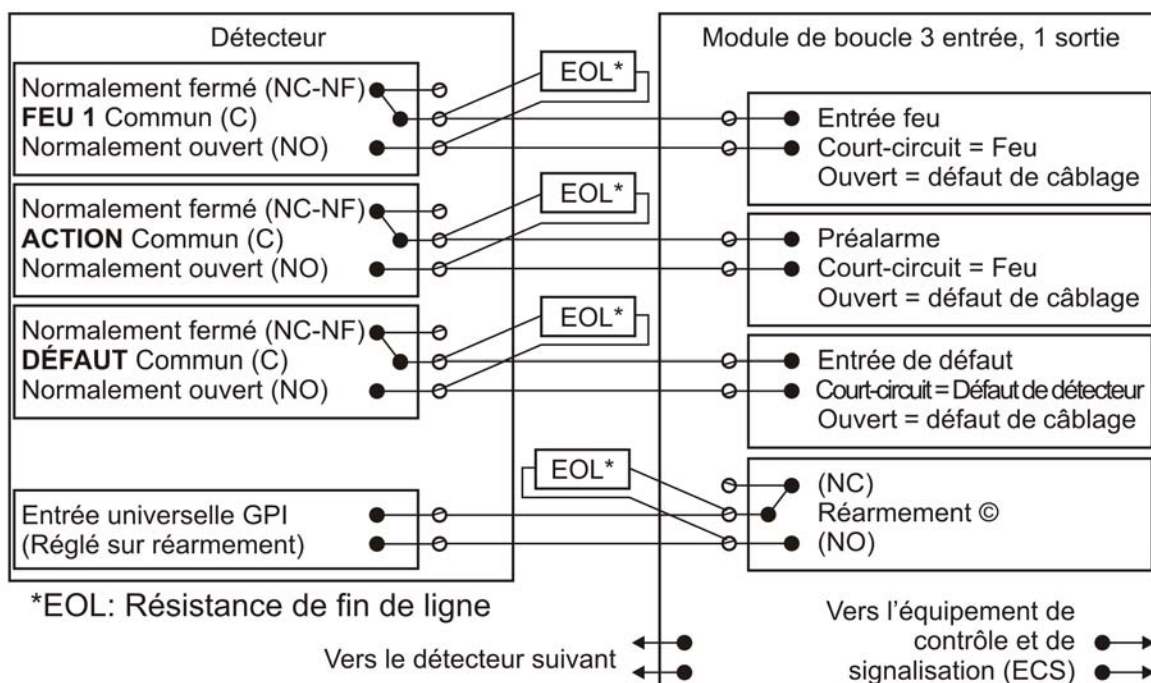 Détecteur
Normalement fermé (NC-NF)
FEU 1 Commun (C)
Normalement ouvert (NO)
EOL*
Normalement fermé (NC-NF)
ACTION Commun (C)
Normalement ouvert (NO)
EOL*
Normalement fermé (NC-NF)
DÉFAUT Commun (C)
Normalement ouvert (NO)
EOL*
Entrée universelle GPI
(Réglé sur réarmement)
EOL*
Module de boucle 3 entrée, 1 sortie
Entrée feu
Court-circuit = Feu
Ouvert = défaut de câblage
Préalarme
Court-circuit = Feu
Ouvert = défaut de câblage
Entrée de défaut
Court-circuit = Défaut de détecteur
Ouvert = défaut de câblage
(NC)
Réarmement ©
(NO)
*EOL: Résistance de fin de ligne
Vers le détecteur suivant
Vers l'équipement de
contrôle et de
signalisation (ECS)